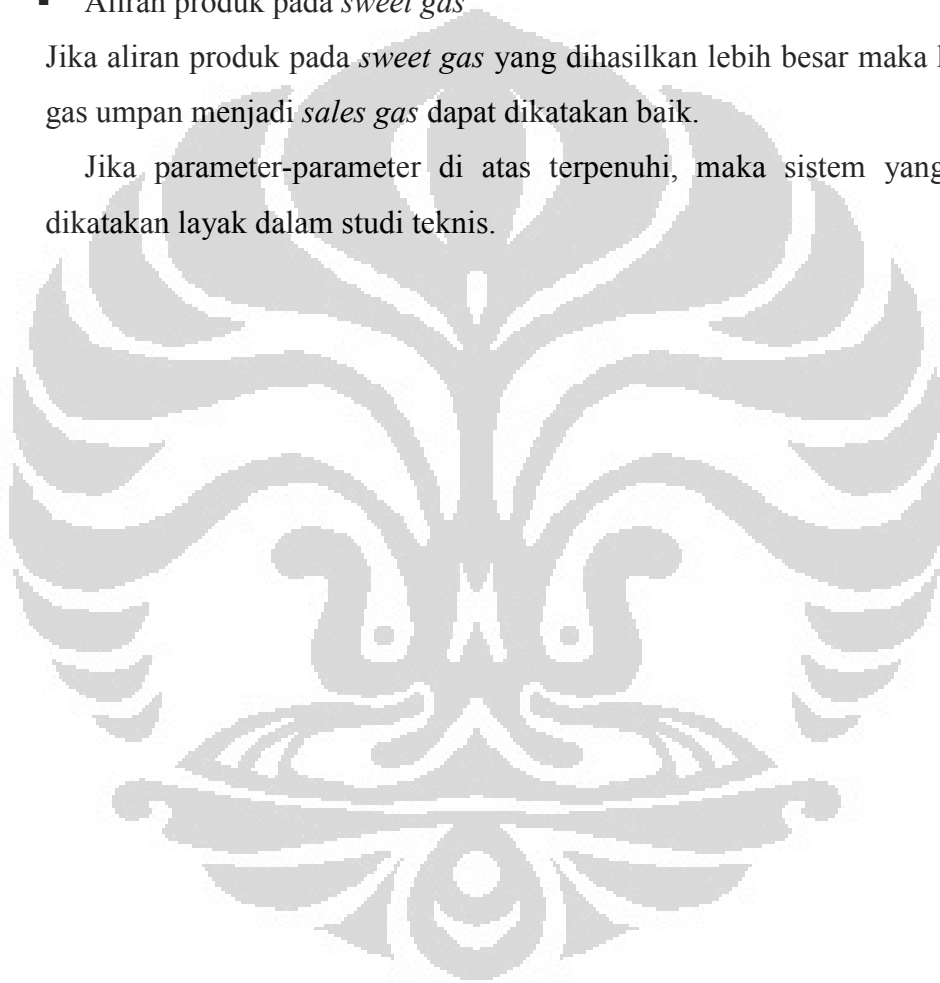 ▪ Aliran produk pada sweet gas
Jika aliran produk pada sweet gas yang dihasilkan lebih besar maka
gas umpan menjadi sales gas dapat dikatakan baik.
Jika parameter-parameter di atas terpenuhi, maka sistem yang
dikatakan layak dalam studi teknis.